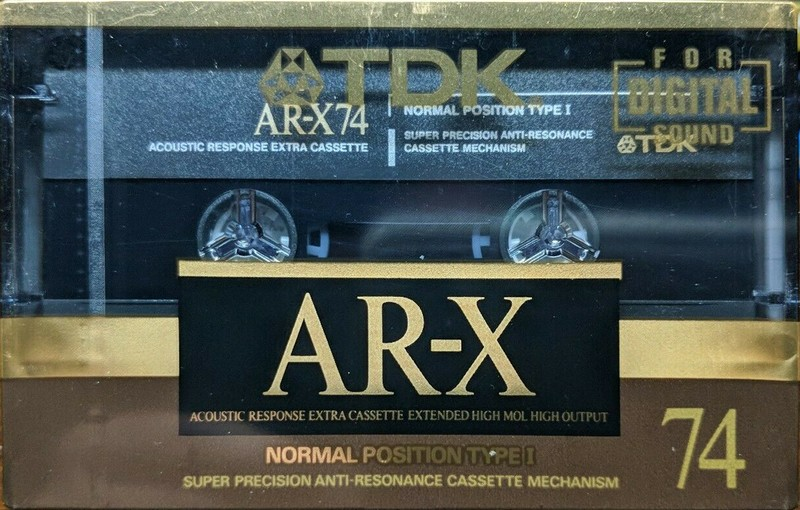 TDK
FOR
DIGITAL
SOUND
AR-X74
NORMAL POSITION TYPE I
ACOUSTIC RESPONSE EXTRA CASSETTE
SUPER PRECISION ANTI-RESONANCE
CASSETTE MECHANISM
TDK
AR-X
ACOUSTIC RESPONSE EXTRA CASSETTE EXTENDED HIGH MOL HIGH OUTPUT
NORMAL POSITION TYPE I
74
SUPER PRECISION ANTI-RESONANCE CASSETTE MECHANISM